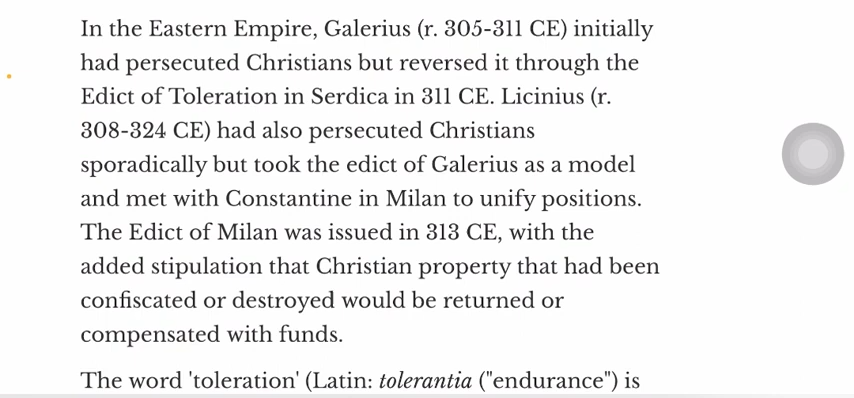 In the Eastern Empire, Galerius (r. 305-311 CE) initially
had persecuted Christians but reversed it through the
Edict of Toleration in Serdica in 311 CE. Licinius (r.
308-324 CE) had also persecuted Christians
sporadically but took the edict of Galerius as a model
and met with Constantine in Milan to unify positions.
The Edict of Milan was issued in 313 CE, with the
added stipulation that Christian property that had been
confiscated or destroyed would be returned or
compensated with funds.
The word 'toleration' (Latin: tolerantia ("endurance") is